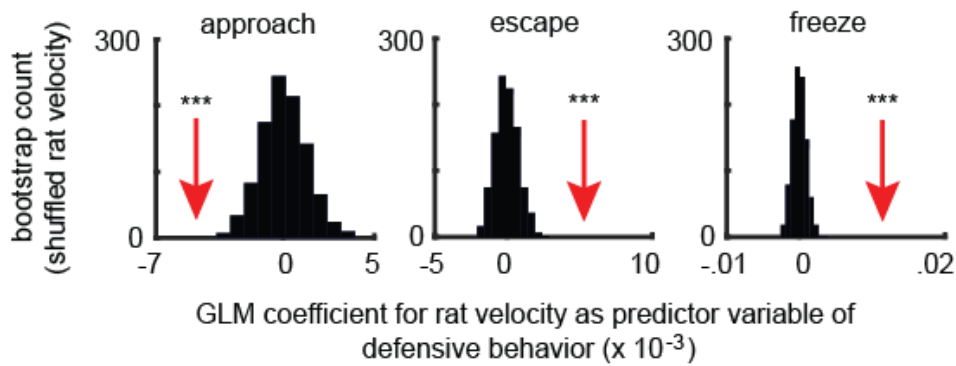 approach
escape
freeze
bootstrap count
(shuffled rat velocity)
300
***
0
-7
0
5
300
***
0
-5
0
10
300
***
0
-.01
0
.02
GLM coefficient for rat velocity as predictor variable of
defensive behavior (x 10⁻³)